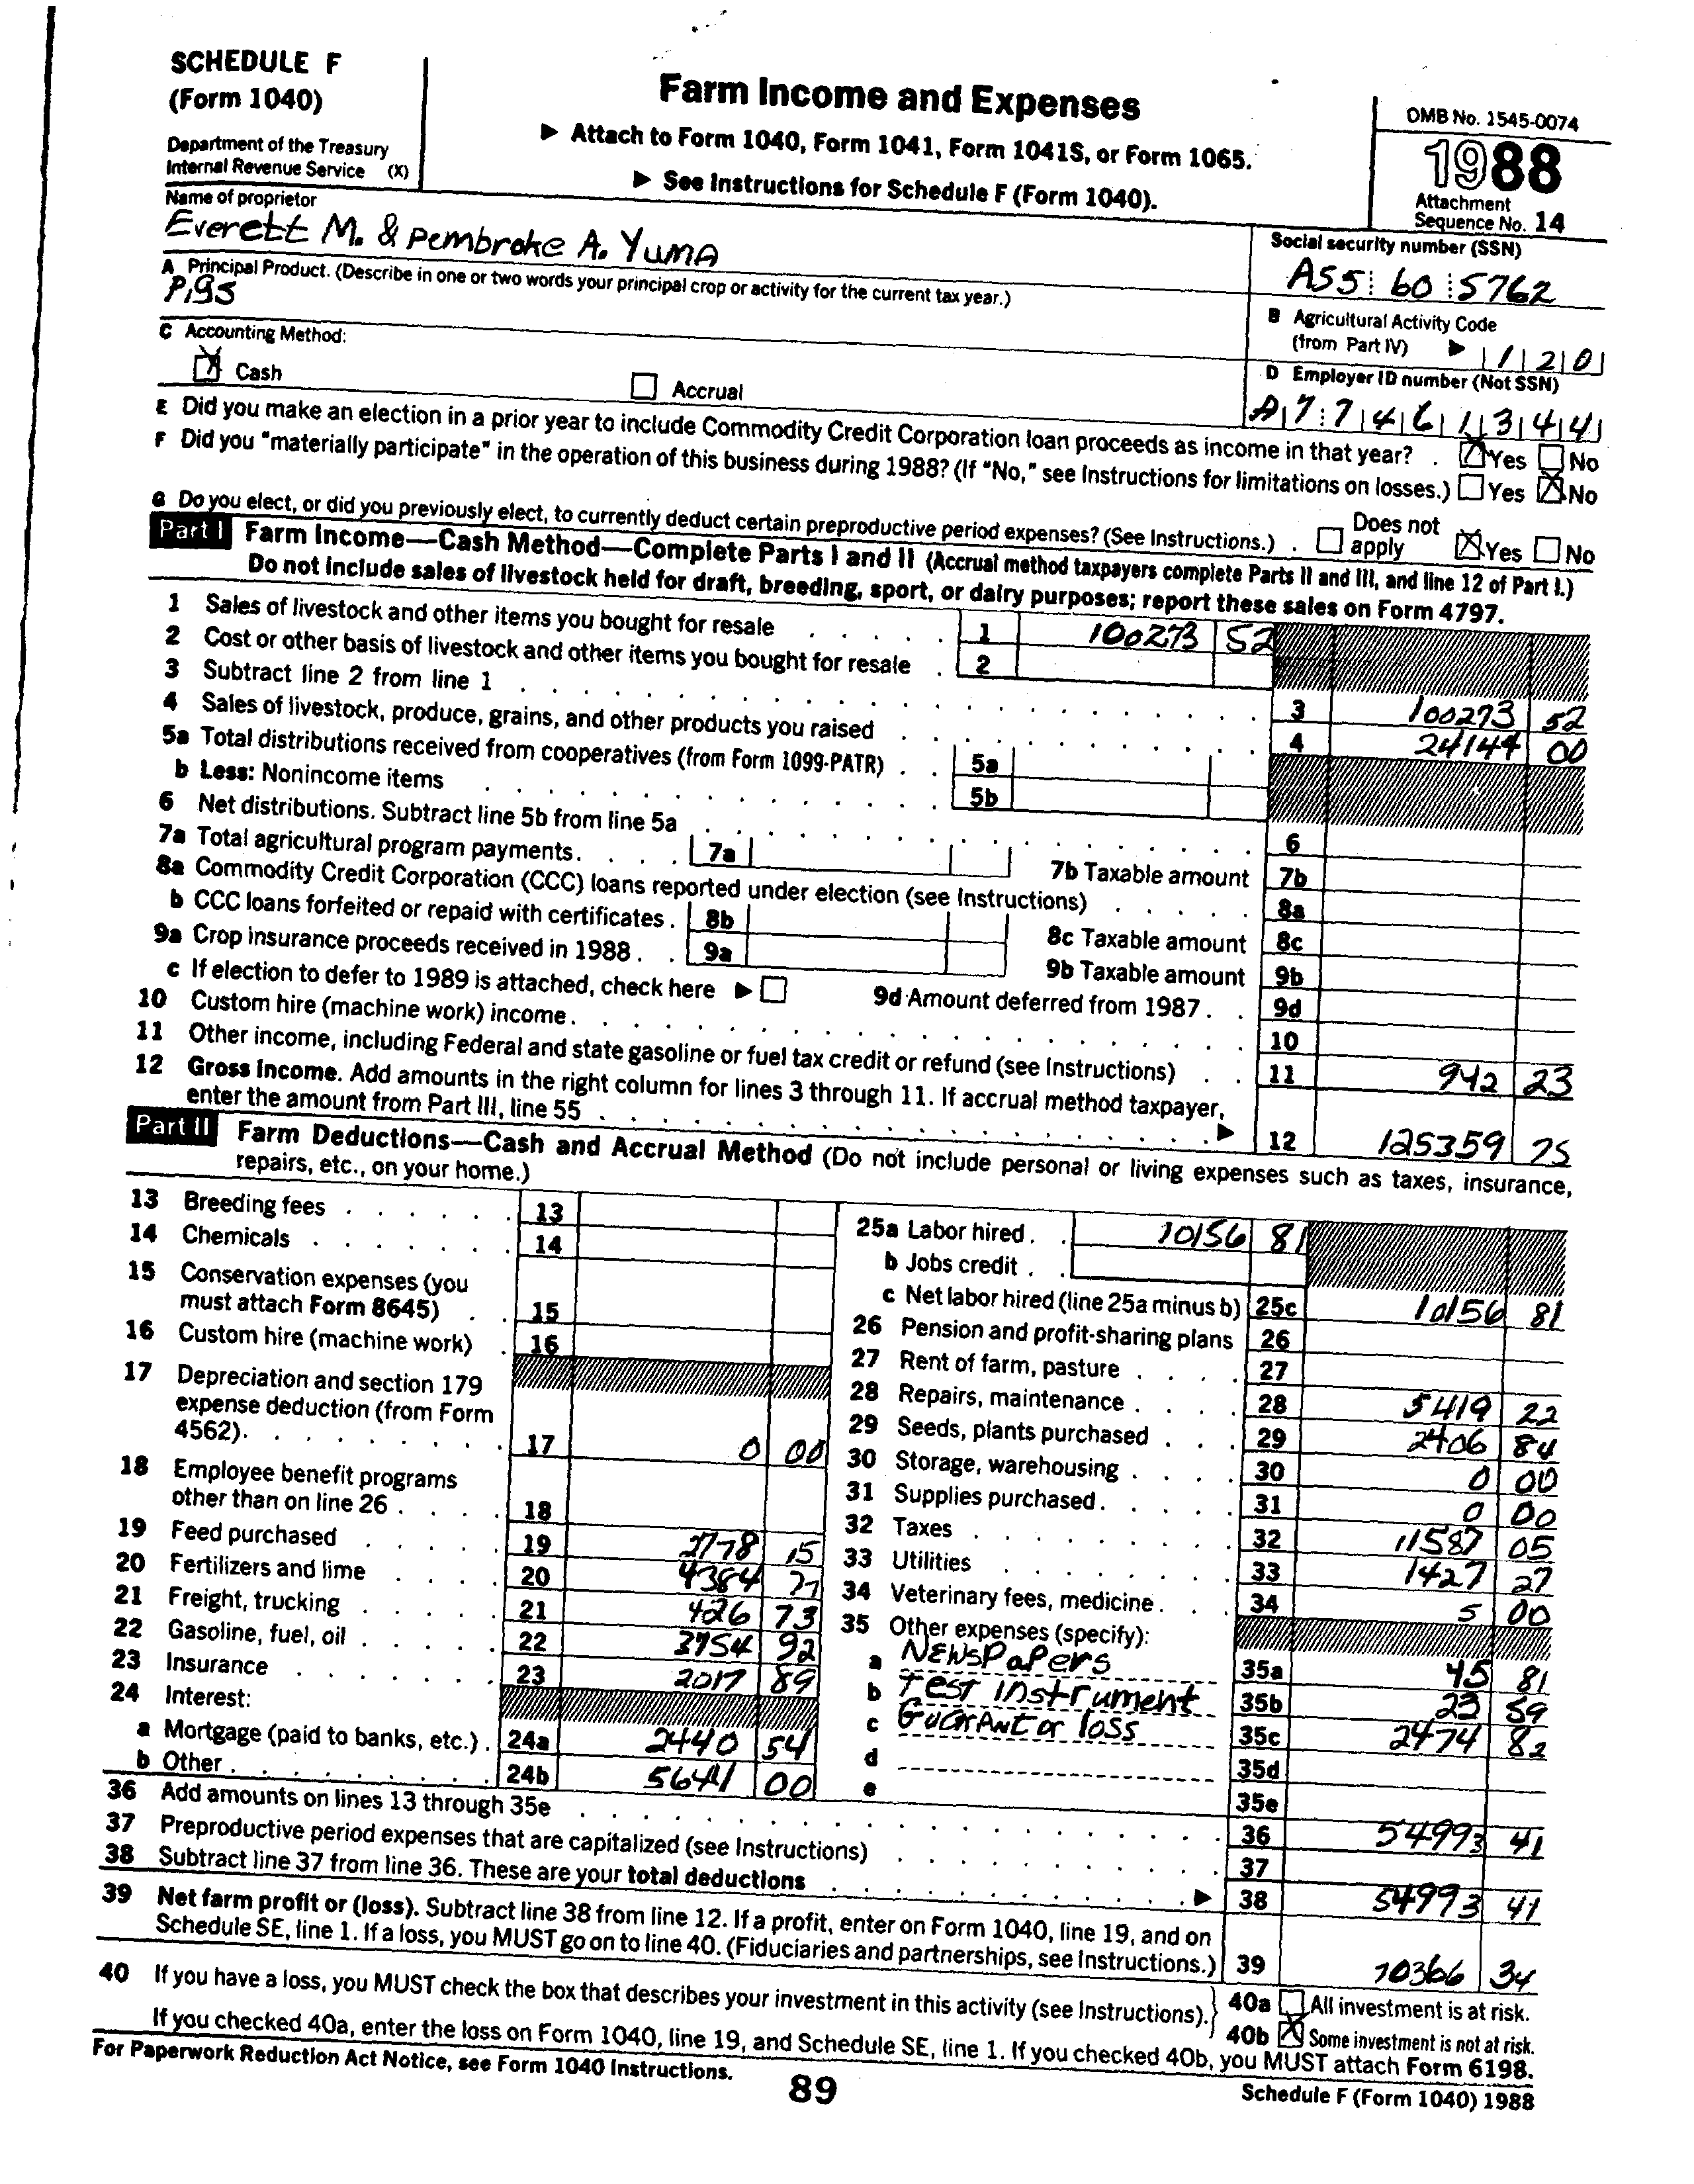 SCHEDULE F
(Form 1040)
Department of the Treasury
Internal Revenue Service (X)
Farm Income and Expenses
▶ Attach to Form 1040, Form 1041, Form 1041S, or Form 1065.
▶ See Instructions for Schedule F (Form 1040).
OMB No. 1545-0074
1988
Attachment
Sequence No. 14
Name of proprietor
Everett M. & Pembroke A. YUMA
Social security number (SSN)
A55 60 5762
A Principal Product. (Describe in one or two words your principal crop or activity for the current tax year.)
Pigs
B Agricultural Activity Code
(from Part IV) ▶ 1 2 0
C Accounting Method:
Cash Accrual
D Employer ID number (Not SSN)
A 7 7 4 6 1 3 4 4
E Did you make an election in a prior year to include Commodity Credit Corporation loan proceeds as income in that year? . Yes No
F Did you "materially participate" in the operation of this business during 1988? (If "No," see Instructions for limitations on losses.) Yes No
G Do you elect, or did you previously elect, to currently deduct certain preproductive period expenses? (See Instructions.) . Does not apply Yes No
Part I Farm Income—Cash Method—Complete Parts I and II (Accrual method taxpayers complete Parts II and III, and line 12 of Part I.)
Do not include sales of livestock held for draft, breeding, sport, or dairy purposes; report these sales on Form 4797.
1 Sales of livestock and other items you bought for resale 1 100273 52
2 Cost or other basis of livestock and other items you bought for resale 2
3 Subtract line 2 from line 1 3 100273 52
4 Sales of livestock, produce, grains, and other products you raised 4 24144 00
5a Total distributions received from cooperatives (from Form 1099-PATR) 5a
b Less: Nonincome items 5b
6 Net distributions. Subtract line 5b from line 5a 6
7a Total agricultural program payments. 7a 7b Taxable amount 7b
8a Commodity Credit Corporation (CCC) loans reported under election (see Instructions) 8a
b CCC loans forfeited or repaid with certificates. 8b 8c Taxable amount 8c
9a Crop insurance proceeds received in 1988. 9a 9b Taxable amount 9b
c If election to defer to 1989 is attached, check here ▶ 9d Amount deferred from 1987. 9d
10 Custom hire (machine work) income. 10
11 Other income, including Federal and state gasoline or fuel tax credit or refund (see Instructions) 11 942 23
12 Gross Income. Add amounts in the right column for lines 3 through 11. If accrual method taxpayer,
enter the amount from Part III, line 55 ▶ 12 125359 75
Part II Farm Deductions—Cash and Accrual Method (Do not include personal or living expenses such as taxes, insurance,
repairs, etc., on your home.)
13 Breeding fees 13
14 Chemicals 14
15 Conservation expenses (you
must attach Form 8645) 15
16 Custom hire (machine work) 16
17 Depreciation and section 179
expense deduction (from Form
4562). 17 0 00
18 Employee benefit programs
other than on line 26 18
19 Feed purchased 19 2778 15
20 Fertilizers and lime 20 4384 77
21 Freight, trucking 21 426 73
22 Gasoline, fuel, oil 22 3754 92
23 Insurance 23 2017 89
24 Interest:
a Mortgage (paid to banks, etc.) 24a 2440 54
b Other 24b 5641 00
25a Labor hired 10156 81
b Jobs credit
c Net labor hired (line 25a minus b) 25c 10156 81
26 Pension and profit-sharing plans 26
27 Rent of farm, pasture 27
28 Repairs, maintenance 28 5419 22
29 Seeds, plants purchased 29 2406 84
30 Storage, warehousing 30 0 00
31 Supplies purchased 31 0 00
32 Taxes 32 11587 05
33 Utilities 33 1427 27
34 Veterinary fees, medicine 34 5 00
35 Other expenses (specify):
a NEWSPaPers 35a 45 81
b Test instrument 35b 23 59
c GUarANtor loss 35c 2474 82
d 35d
e 35e
36 Add amounts on lines 13 through 35e 36 54993 41
37 Preproductive period expenses that are capitalized (see Instructions) 37
38 Subtract line 37 from line 36. These are your total deductions ▶ 38 54993 41
39 Net farm profit or (loss). Subtract line 38 from line 12. If a profit, enter on Form 1040, line 19, and on
Schedule SE, line 1. If a loss, you MUST go on to line 40. (Fiduciaries and partnerships, see Instructions.) 39 70366 34
40 If you have a loss, you MUST check the box that describes your investment in this activity (see Instructions). 40a All investment is at risk.
If you checked 40a, enter the loss on Form 1040, line 19, and Schedule SE, line 1. If you checked 40b, you MUST attach Form 6198. 40b Some investment is not at risk.
For Paperwork Reduction Act Notice, see Form 1040 Instructions.
89
Schedule F (Form 1040) 1988